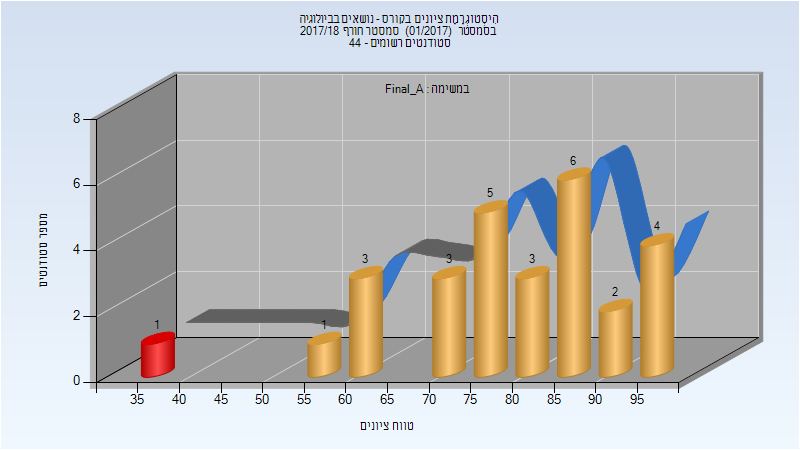 היסטוגרמת ציונים בקורס - נושאים בביולוגיה
בסמסטר (01/2017) סמסטר חורף 2017/18
סטודנטים רשומים - 44
במשימה : Final_A
מספר סטודנטים
8
6
4
2
0
1
1
3
3
5
3
6
2
4
35 40 45 50 55 60 65 70 75 80 85 90 95
טווח ציונים